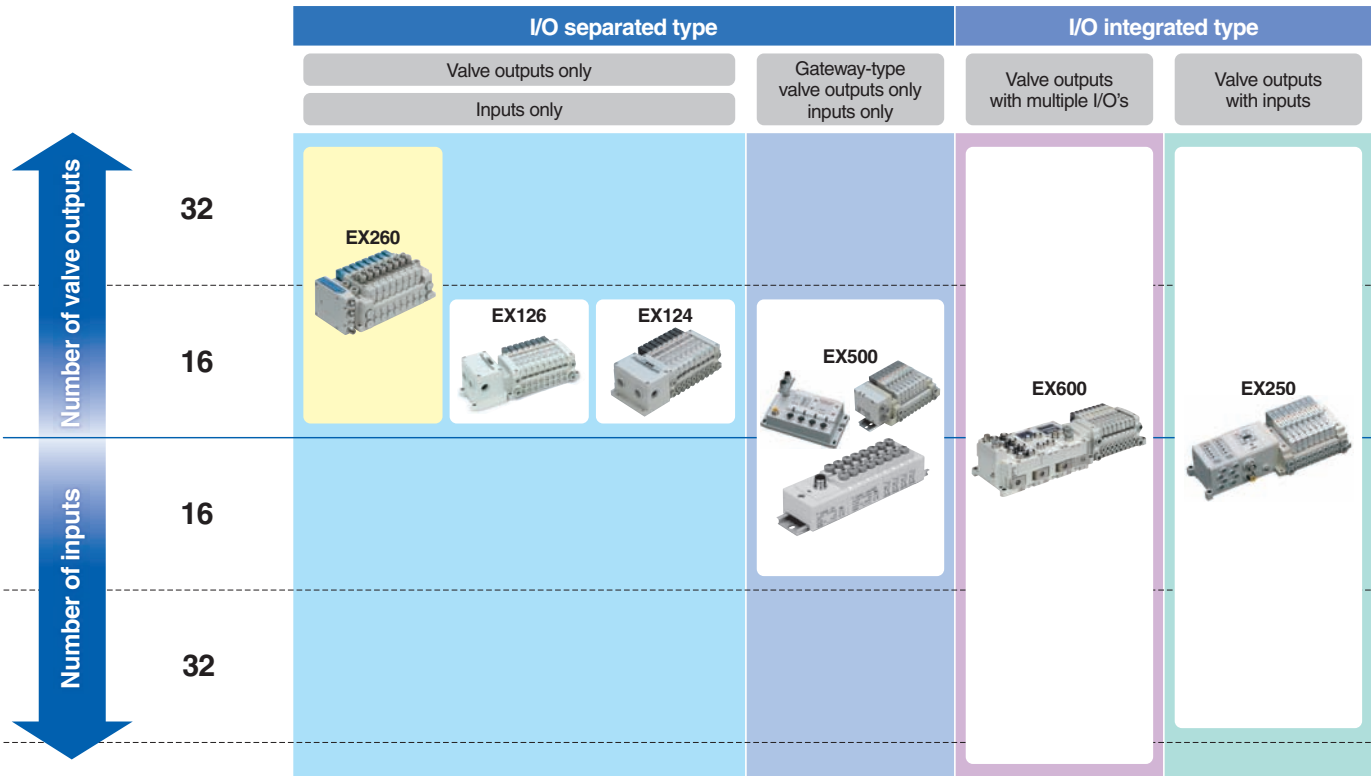 I/O separated type
I/O integrated type
Valve outputs only
Inputs only
Gateway-type
valve outputs only
inputs only
Valve outputs
with multiple I/O's
Valve outputs
with inputs
Number of valve outputs
Number of inputs
32
16
16
32
EX260
EX126
EX124
EX500
EX600
EX250